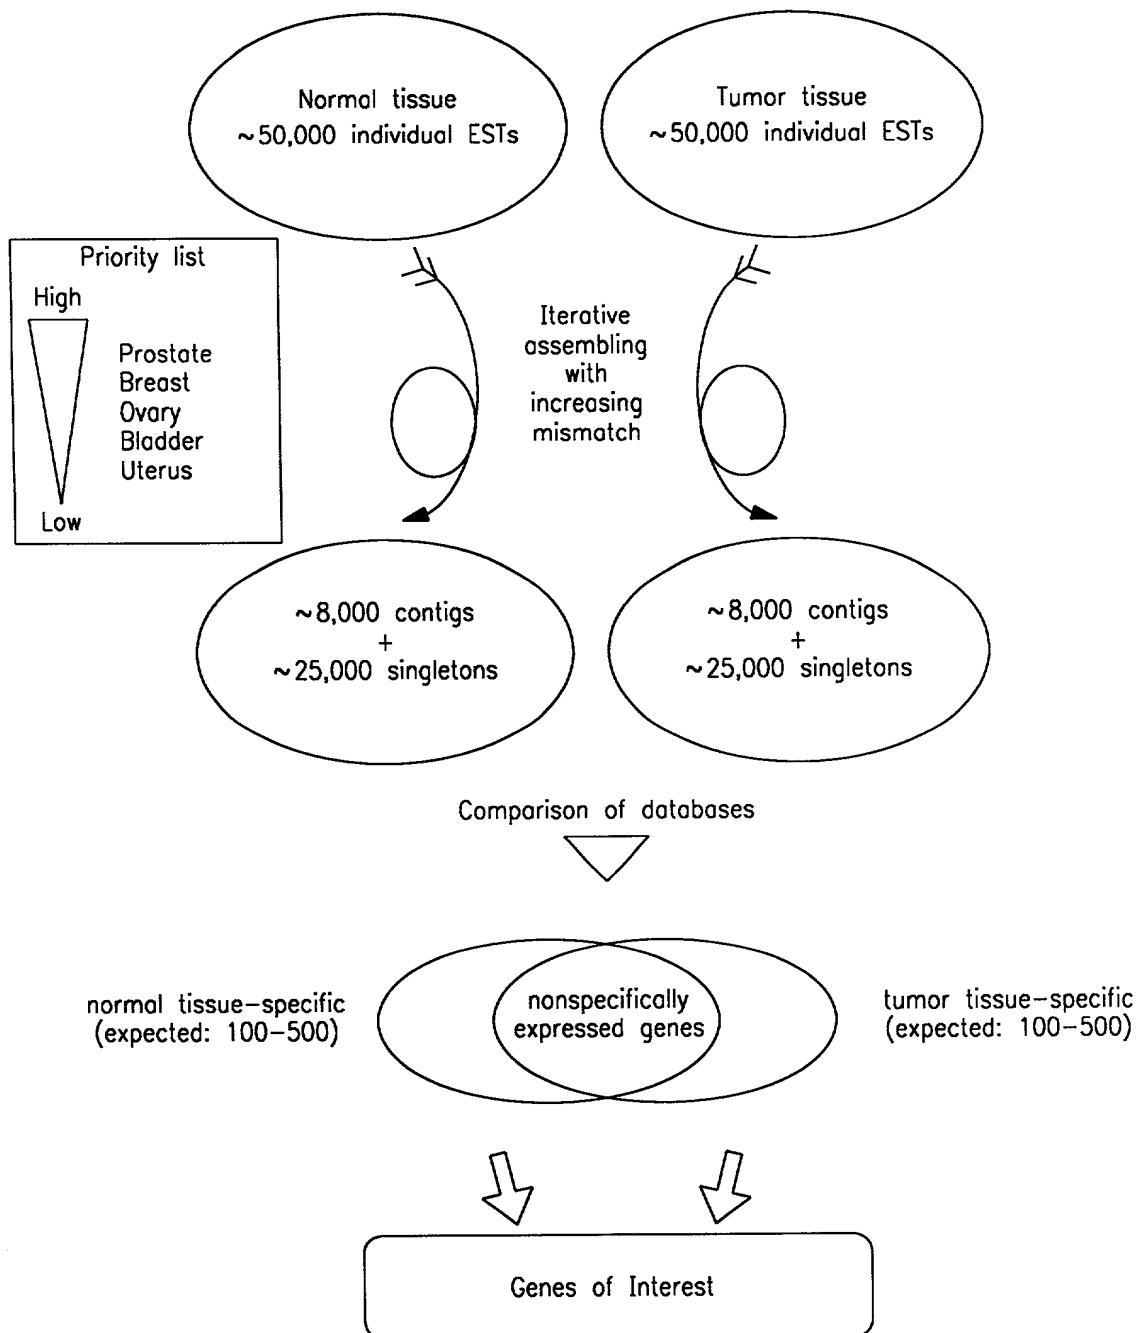 Normal tissue
~50,000 individual ESTs
Tumor tissue
~50,000 individual ESTs
Priority list
High
Prostate
Breast
Ovary
Bladder
Uterus
Low
Iterative
assembling
with
increasing
mismatch
~8,000 contigs
+
~25,000 singletons
~8,000 contigs
+
~25,000 singletons
Comparison of databases
normal tissue-specific
(expected: 100-500)
nonspecifically
expressed genes
tumor tissue-specific
(expected: 100-500)
Genes of Interest